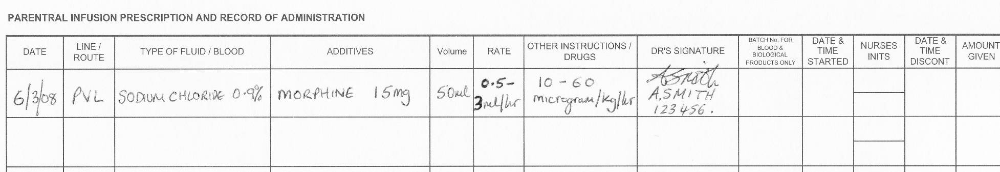 PARENTRAL INFUSION PRESCRIPTION AND RECORD OF ADMINISTRATION
DATE
LINE /
ROUTE
TYPE OF FLUID / BLOOD
ADDITIVES
Volume
RATE
OTHER INSTRUCTIONS /
DRUGS
DR'S SIGNATURE
BATCH No. FOR
BLOOD &
BIOLOGICAL
PRODUCTS ONLY
DATE &
TIME
STARTED
NURSES
INITS
DATE &
TIME
DISCONT
AMOUNT
GIVEN
6/3/08
PVL
SODIUM CHLORIDE 0.9%
MORPHINE 15mg
50ml
0.5-
3ml/hr
10 - 60
microgram/kg/hr
ASmith
A.SMITH
123456.